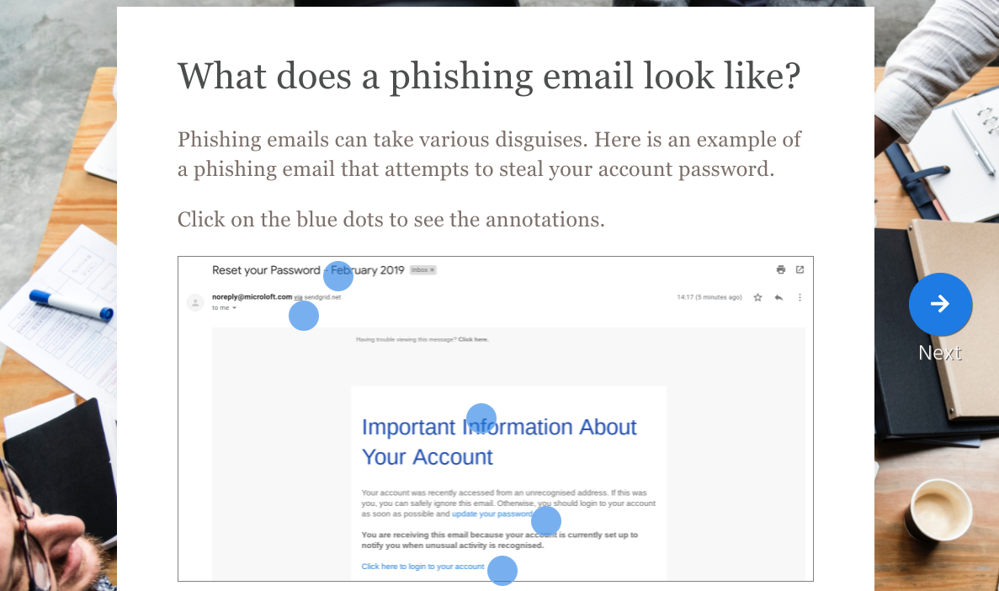 What does a phishing email look like?
Phishing emails can take various disguises. Here is an example of
a phishing email that attempts to steal your account password.
Click on the blue dots to see the annotations.
Reset your Password - February 2019 Inbox x
noreply@microloft.com via sendgrid.net 14:17 (5 minutes ago)
to me
Having trouble viewing this message? Click here.
Important Information About
Your Account
Your account was recently accessed from an unrecognised address. If this was
you, you can safely ignore this email. Otherwise, you should login to your account
as soon as possible and update your password
You are receiving this email because your account is currently set up to
notify you when unusual activity is recognised.
Click here to login to your account
Next